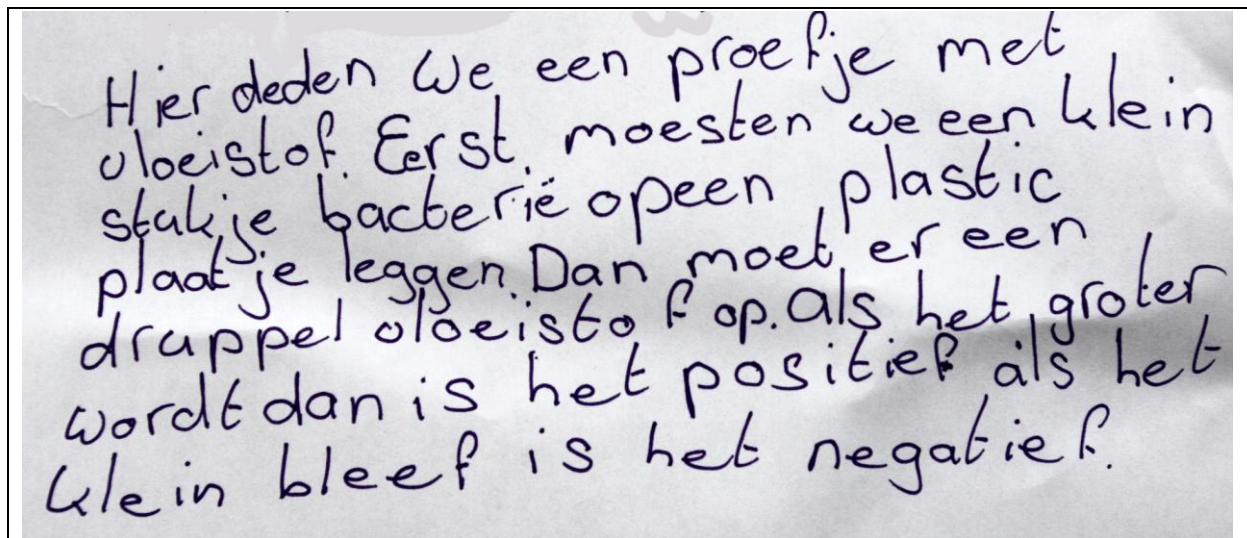 Hier deden we een proefje met
vloeistof. Eerst. moesten we een klein
stukje bacterië op een plastic
plaatje leggen. Dan moet er een
druppel vloeistof op. als het groter
wordt dan is het positief als het
klein bleef is het negatief.